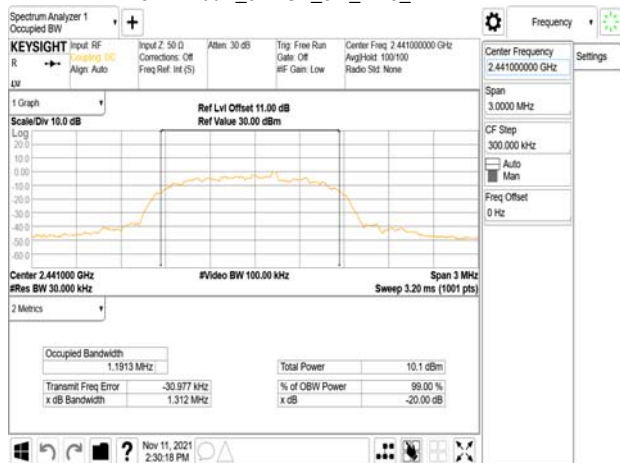 Spectrum Analyzer 1
Occupied BW
Frequency
KEYSIGHT Input: RF
R Coupling: DC
Align: Auto
Input Z: 50 Ω
Corrections: Off
Freq Ref: Int (S)
Atten: 30 dB
Trig: Free Run
Gate: Off
#IF Gain: Low
Center Freq: 2.441000000 GHz
Avg|Hold: 100/100
Radio Std: None
LXI
Center Frequency
2.441000000 GHz
Settings
Span
3.0000 MHz
CF Step
300.000 kHz
Auto
Man
Freq Offset
0 Hz
1 Graph
Scale/Div 10.0 dB
Ref Lvl Offset 11.00 dB
Ref Value 30.00 dBm
Log
20.0
10.0
0.00
-10.0
-20.0
-30.0
-40.0
-50.0
-60.0
Center 2.441000 GHz
#Res BW 30.000 kHz
#Video BW 100.00 kHz
Span 3 MHz
Sweep 3.20 ms (1001 pts)
2 Metrics
Occupied Bandwidth
1.1913 MHz
Transmit Freq Error -30.977 kHz
x dB Bandwidth 1.312 MHz
Total Power 10.1 dBm
% of OBW Power 99.00 %
x dB -20.00 dB
Nov 11, 2021
2:30:18 PM